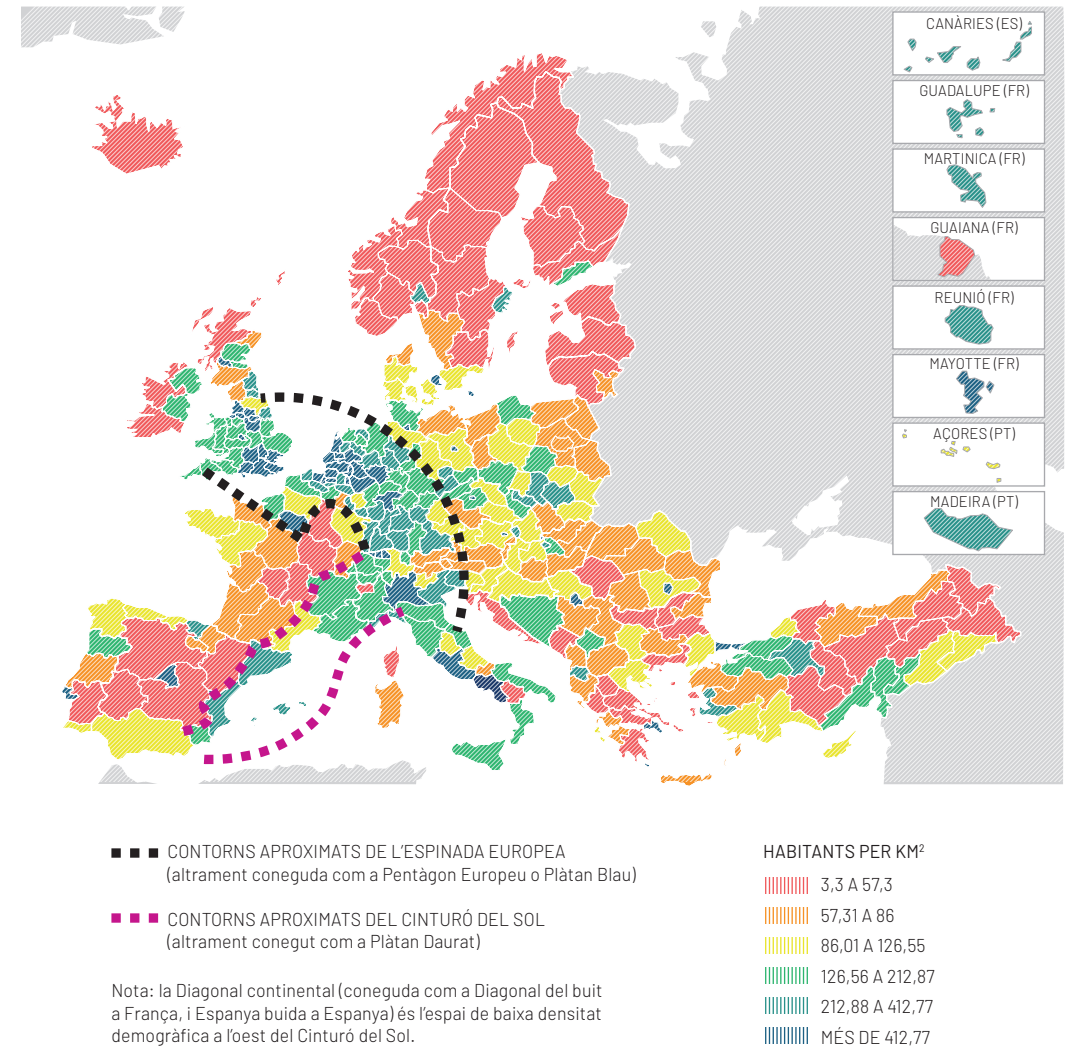 CANÀRIES (ES)
GUADALUPE (FR)
MARTINICA (FR)
GUAIANA (FR)
REUNIÓ (FR)
MAYOTTE (FR)
AÇORES (PT)
MADEIRA (PT)
CONTORNS APROXIMATS DE L'ESPINADA EUROPEA
(altrament coneguda com a Pentàgon Europeu o Plàtan Blau)
CONTORNS APROXIMATS DEL CINTURÓ DEL SOL
(altrament conegut com a Plàtan Daurat)
Nota: la Diagonal continental (coneguda com a Diagonal del buit
a França, i Espanya buida a Espanya) és l'espai de baixa densitat
demogràfica a l'oest del Cinturó del Sol.
HABITANTS PER KM²
3,3 A 57,3
57,31 A 86
86,01 A 126,55
126,56 A 212,87
212,88 A 412,77
MÉS DE 412,77